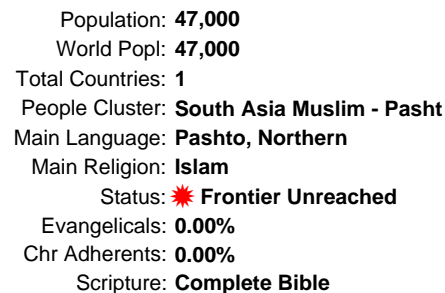 Population: 47,000
World Popl: 47,000
Total Countries: 1
People Cluster: South Asia Muslim - Pasht
Main Language: Pashto, Northern
Main Religion: Islam
Status: Frontier Unreached
Evangelicals: 0.00%
Chr Adherents: 0.00%
Scripture: Complete Bible